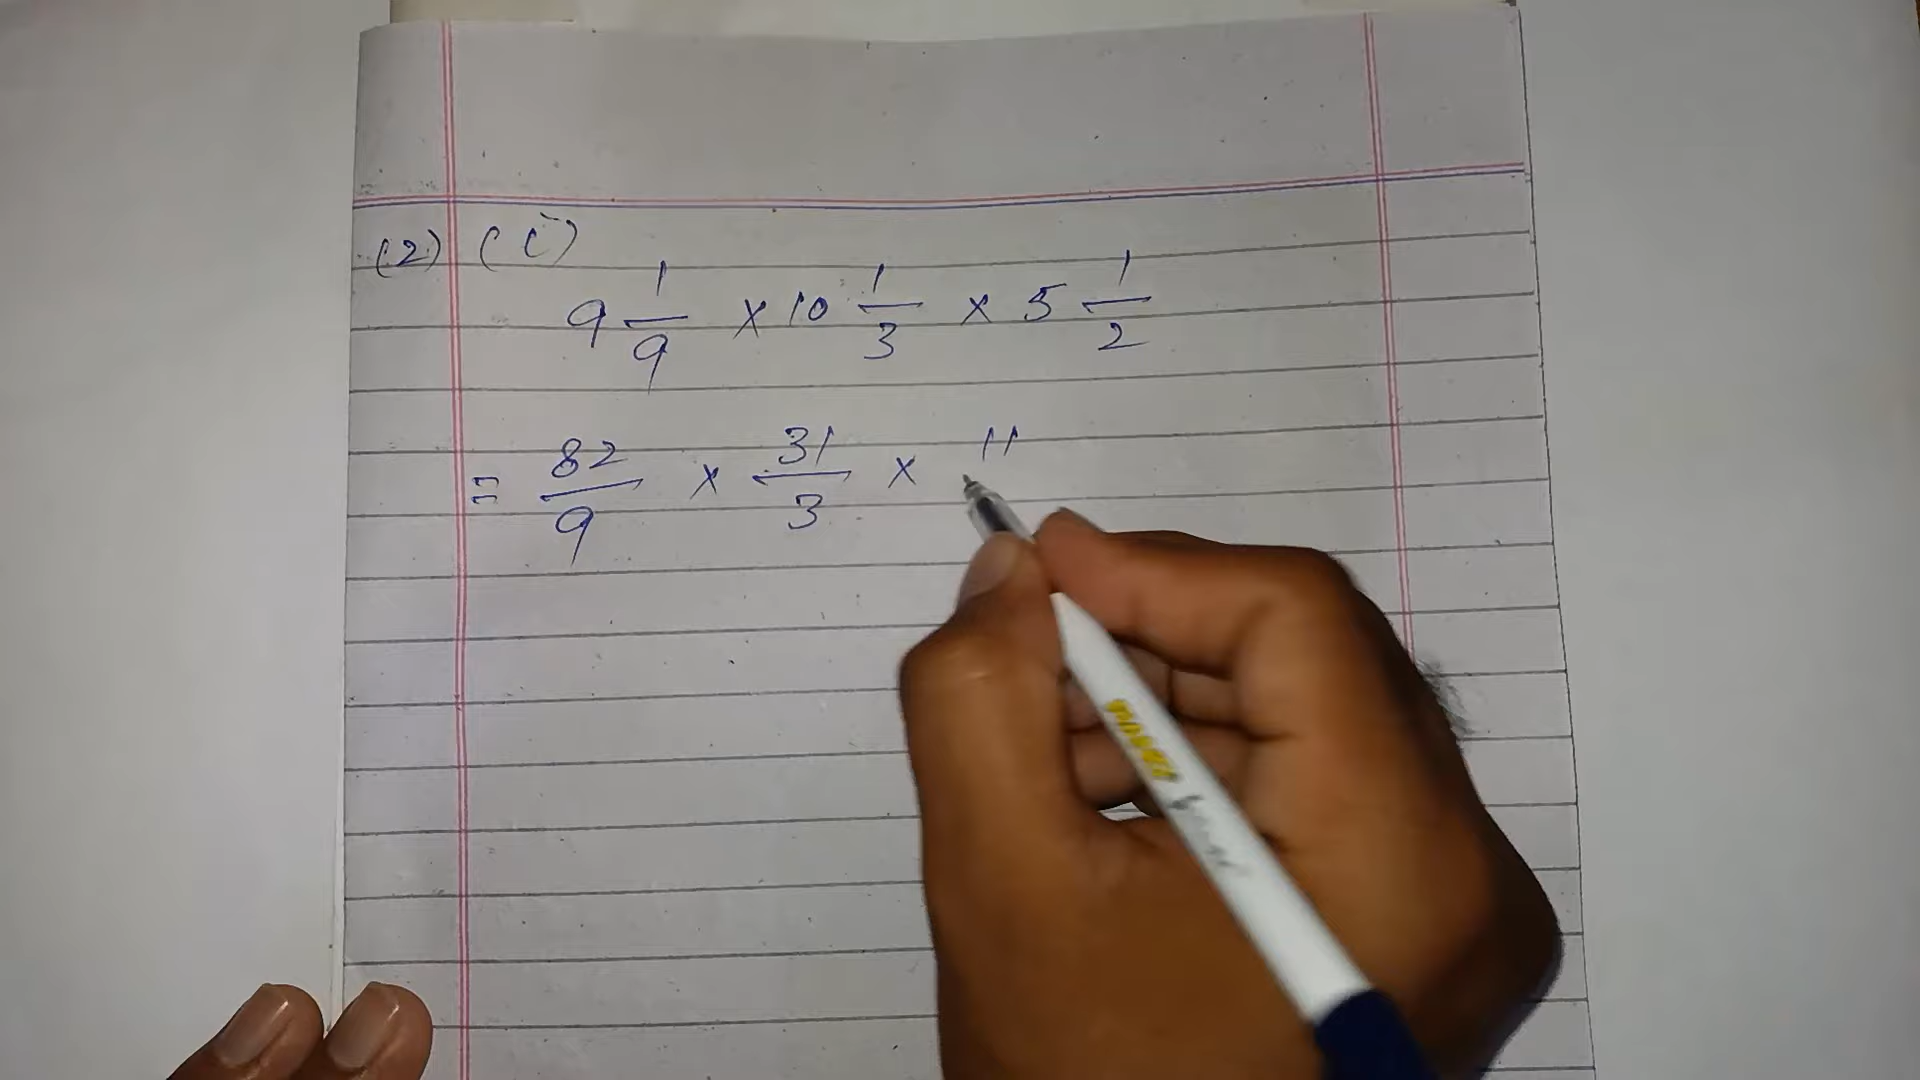 (2) (i)
9 1/9 × 10 1/3 × 5 1/2
= 82/9 × 31/3 × 11